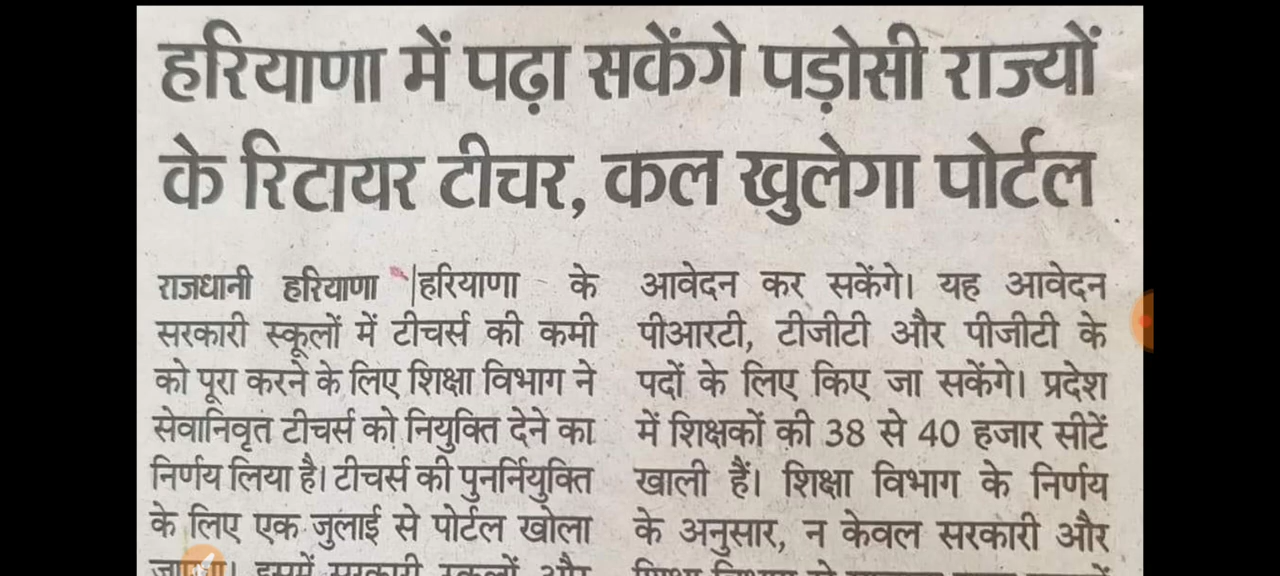 हरियाणा में पढ़ा सकेंगे पड़ोसी राज्यों
के रिटायर टीचर, कल खुलेगा पोर्टल
राजधानी हरियाणा |हरियाणा के
सरकारी स्कूलों में टीचर्स की कमी
को पूरा करने के लिए शिक्षा विभाग ने
सेवानिवृत टीचर्स को नियुक्ति देने का
निर्णय लिया है। टीचर्स की पुनर्नियुक्ति
के लिए एक जुलाई से पोर्टल खोला
आवेदन कर सकेंगे। यह आवेदन
पीआरटी, टीजीटी और पीजीटी के
पदों के लिए किए जा सकेंगे। प्रदेश
में शिक्षकों की 38 से 40 हजार सीटें
खाली हैं। शिक्षा विभाग के निर्णय
के अनुसार, न केवल सरकारी और